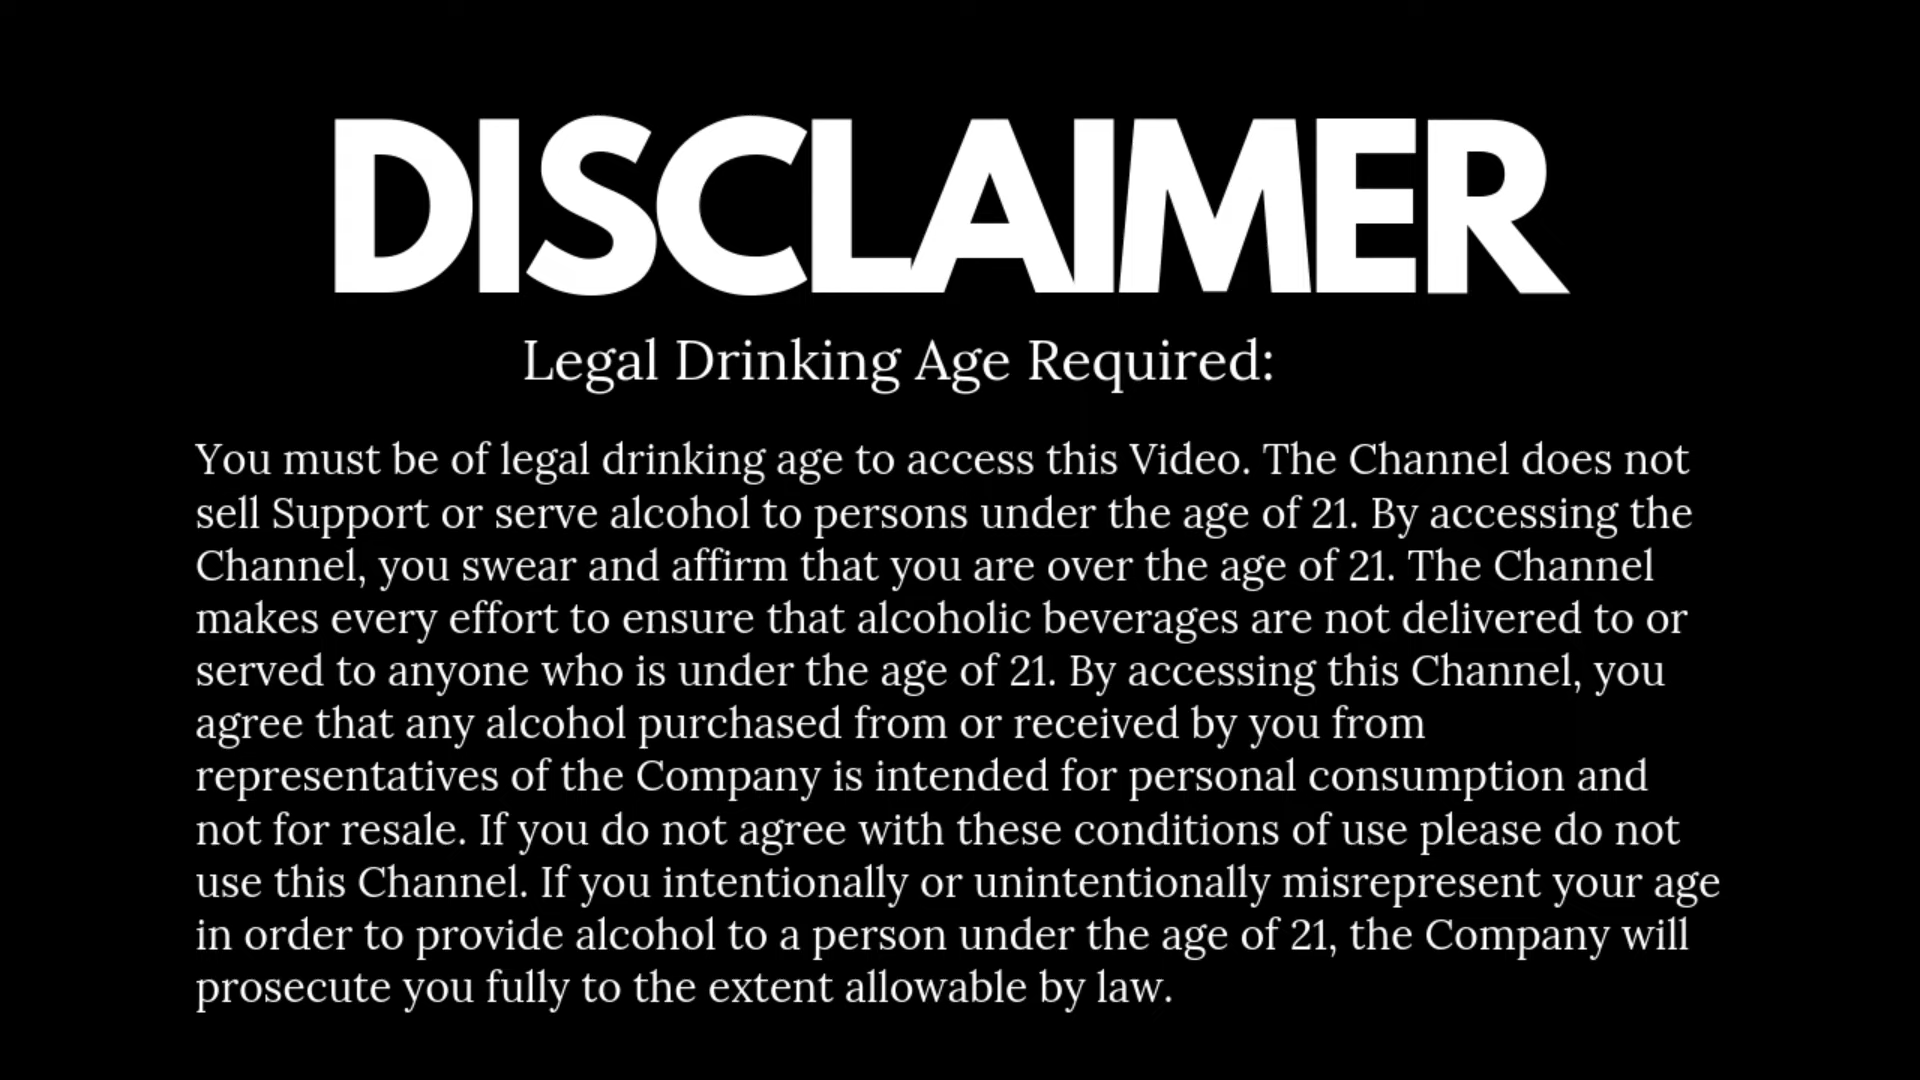 DISCLAIMER
Legal Drinking Age Required:
You must be of legal drinking age to access this Video. The Channel does not
sell Support or serve alcohol to persons under the age of 21. By accessing the
Channel, you swear and affirm that you are over the age of 21. The Channel
makes every effort to ensure that alcoholic beverages are not delivered to or
served to anyone who is under the age of 21. By accessing this Channel, you
agree that any alcohol purchased from or received by you from
representatives of the Company is intended for personal consumption and
not for resale. If you do not agree with these conditions of use please do not
use this Channel. If you intentionally or unintentionally misrepresent your age
in order to provide alcohol to a person under the age of 21, the Company will
prosecute you fully to the extent allowable by law.